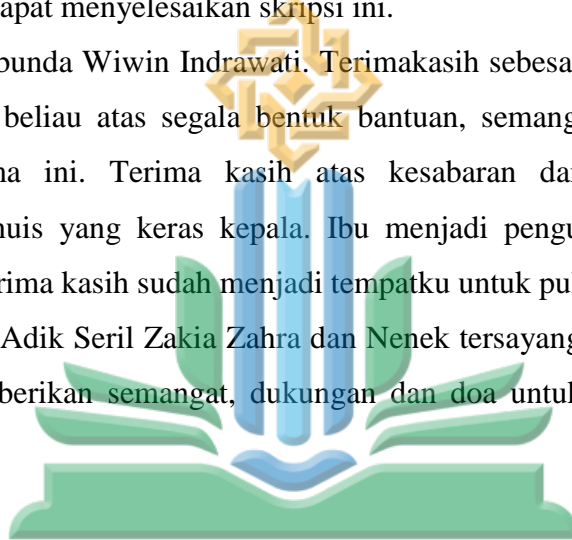 apat menyelesaikan skripsi ini.
bunda Wiwin Indrawati. Terimakasih sebesa
beliau atas segala bentuk bantuan, semang
na ini. Terima kasih atas kesabaran da
nuis yang keras kepala. Ibu menjadi pengu
rima kasih sudah menjadi tempatku untuk pul
Adik Seril Zakia Zahra dan Nenek tersayang
berikan semangat, dukungan dan doa untuk